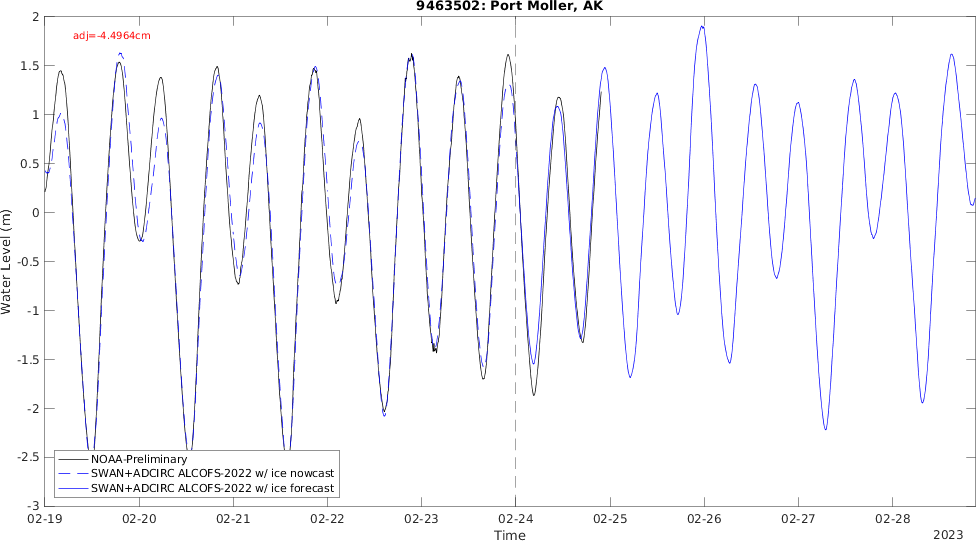 9463502: Port Moller, AK
adj=-4.4964cm
Water Level (m)
2
1.5
1
0.5
0
-0.5
-1
-1.5
-2
-2.5
-3
NOAA-Preliminary
SWAN+ADCIRC ALCOFS-2022 w/ ice nowcast
SWAN+ADCIRC ALCOFS-2022 w/ ice forecast
02-19 02-20 02-21 02-22 02-23 02-24 02-25 02-26 02-27 02-28
Time
2023